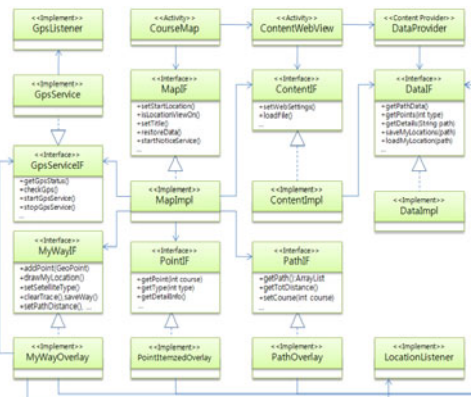 <<Implement>>
GpsListener
<<Activity>>
CourseMap
<<Activity>>
ContentWebView
<<Content Provider>>
DataProvider
<<Implement>>
GpsService
<<Interface>>
MapIF
+setStartLocation()
+isLocationViewOn()
+setTitle()
+restoreData()
+startNoticeService()
...
<<Interface>>
ContentIF
+setWebSettings()
+loadFile()
...
<<Interface>>
DataIF
+getPathData()
+getPoints(int type)
+getDetails(String path)
+saveMyLocations(path)
+loadMyLocation(path)
...
<<Interface>>
GpsServiceIF
+getGpsStatus()
+checkGps()
+startGpsService()
+stopGpsService()
...
<<Implement>>
MapImpl
<<Implement>>
ContentImpl
<<Implement>>
DataImpl
<<Interface>>
MyWayIF
+addPoint(GeoPoint)
+drawMyLocation()
+setSetelliteType()
+clearTrace(),saveWay()
+setPathDistance(), ...
<<Interface>>
PointIF
+getPoint(int course)
+getType(int type)
+getDetailInfo()
...
<<Interface>>
PathIF
+getPath():ArrayList
+getTotDistance()
+setCourse(int course)
...
<<Implement>>
MyWayOverlay
<<Implement>>
PointItemzedOverlay
<<Implement>>
PathOverlay
<<Implement>>
LocationListener